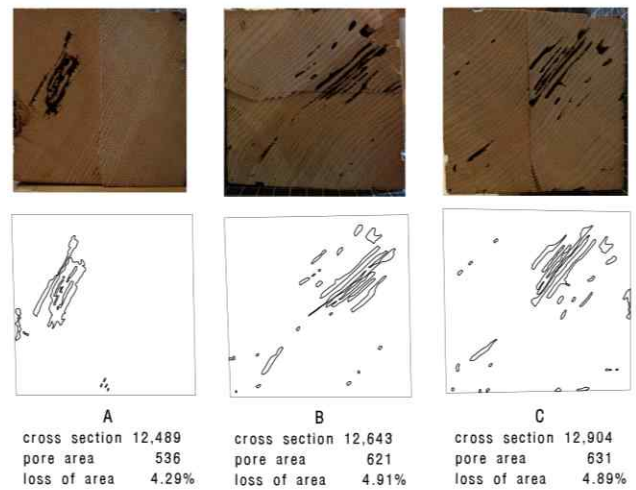 A
cross section 12,489
pore area 536
loss of area 4.29%
B
cross section 12,643
pore area 621
loss of area 4.91%
C
cross section 12,904
pore area 631
loss of area 4.89%